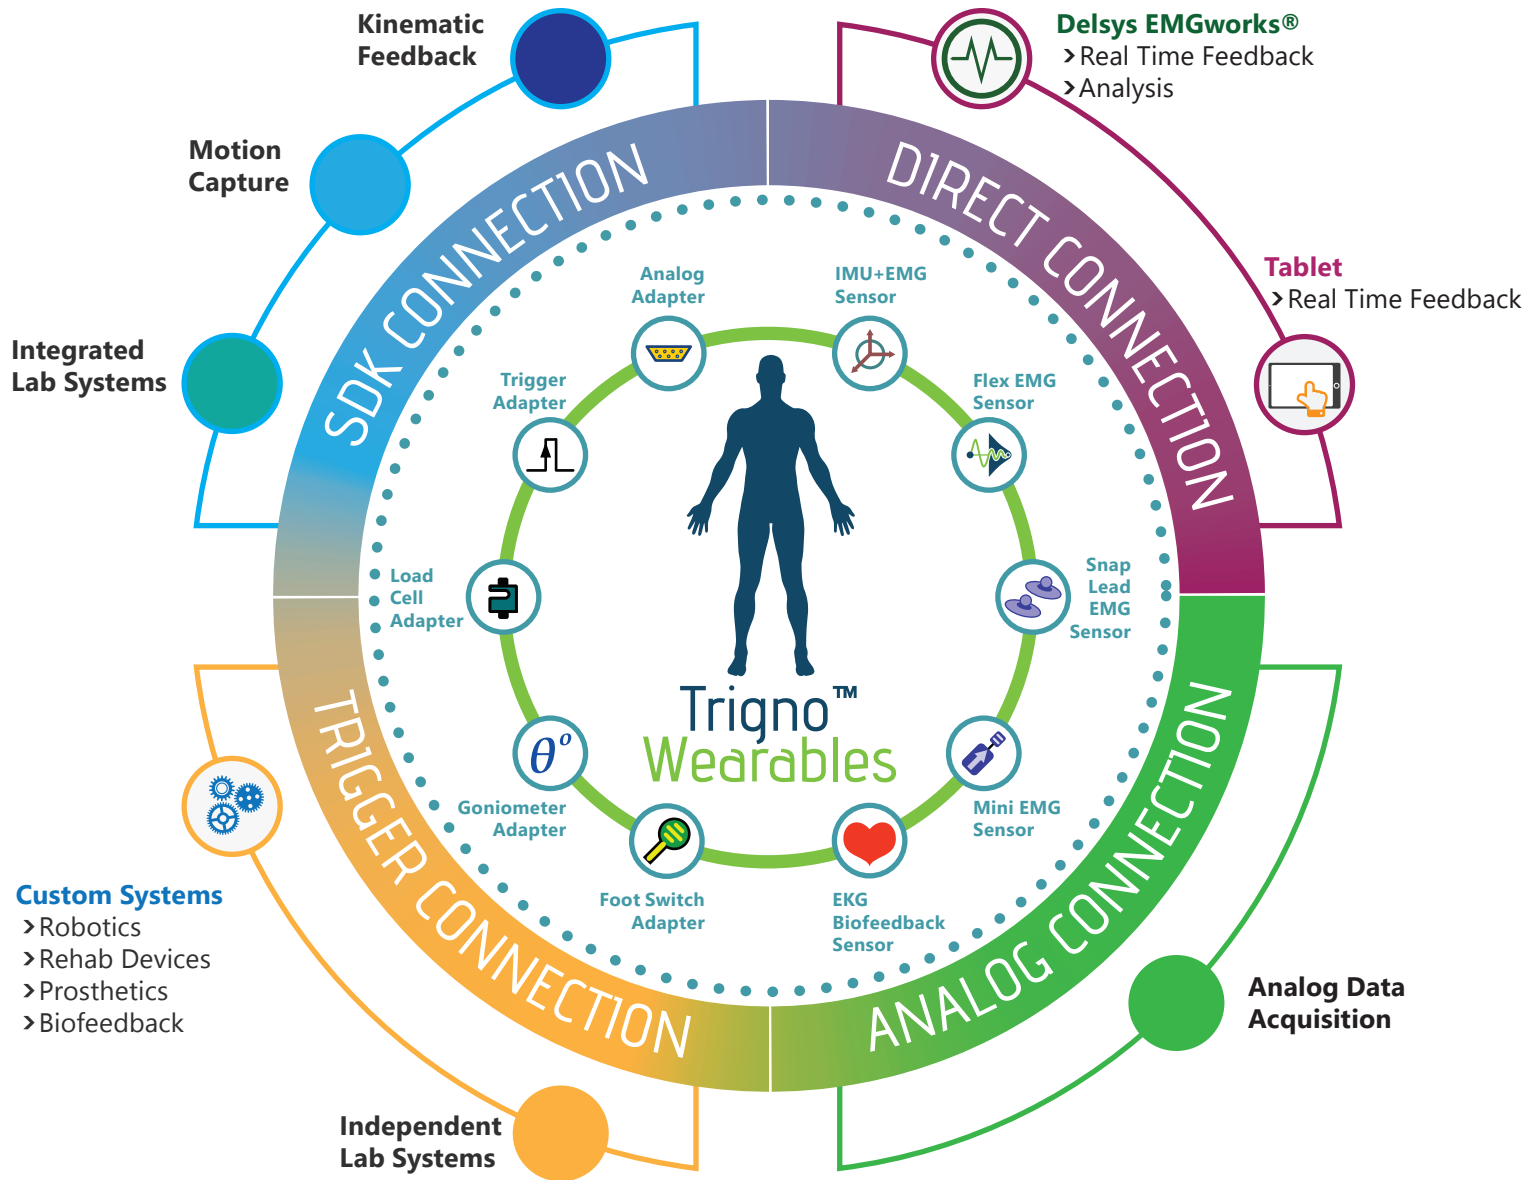 Kinematic
Feedback
Motion
Capture
Integrated
Lab Systems
SDK CONNECTION
Delsys EMGworks®
›Real Time Feedback
›Analysis
Tablet
›Real Time Feedback
DIRECT CONNECTION
Analog
Adapter
IMU+EMG
Sensor
Trigger
Adapter
Flex EMG
Sensor
Load
Cell
Adapter
Snap
Lead
EMG
Sensor
Trigno™
Wearables
θ°
Goniometer
Adapter
Mini EMG
Sensor
Foot Switch
Adapter
EKG
Biofeedback
Sensor
TRIGGER CONNECTION
Custom Systems
›Robotics
›Rehab Devices
›Prosthetics
›Biofeedback
Independent
Lab Systems
ANALOG CONNECTION
Analog Data
Acquisition